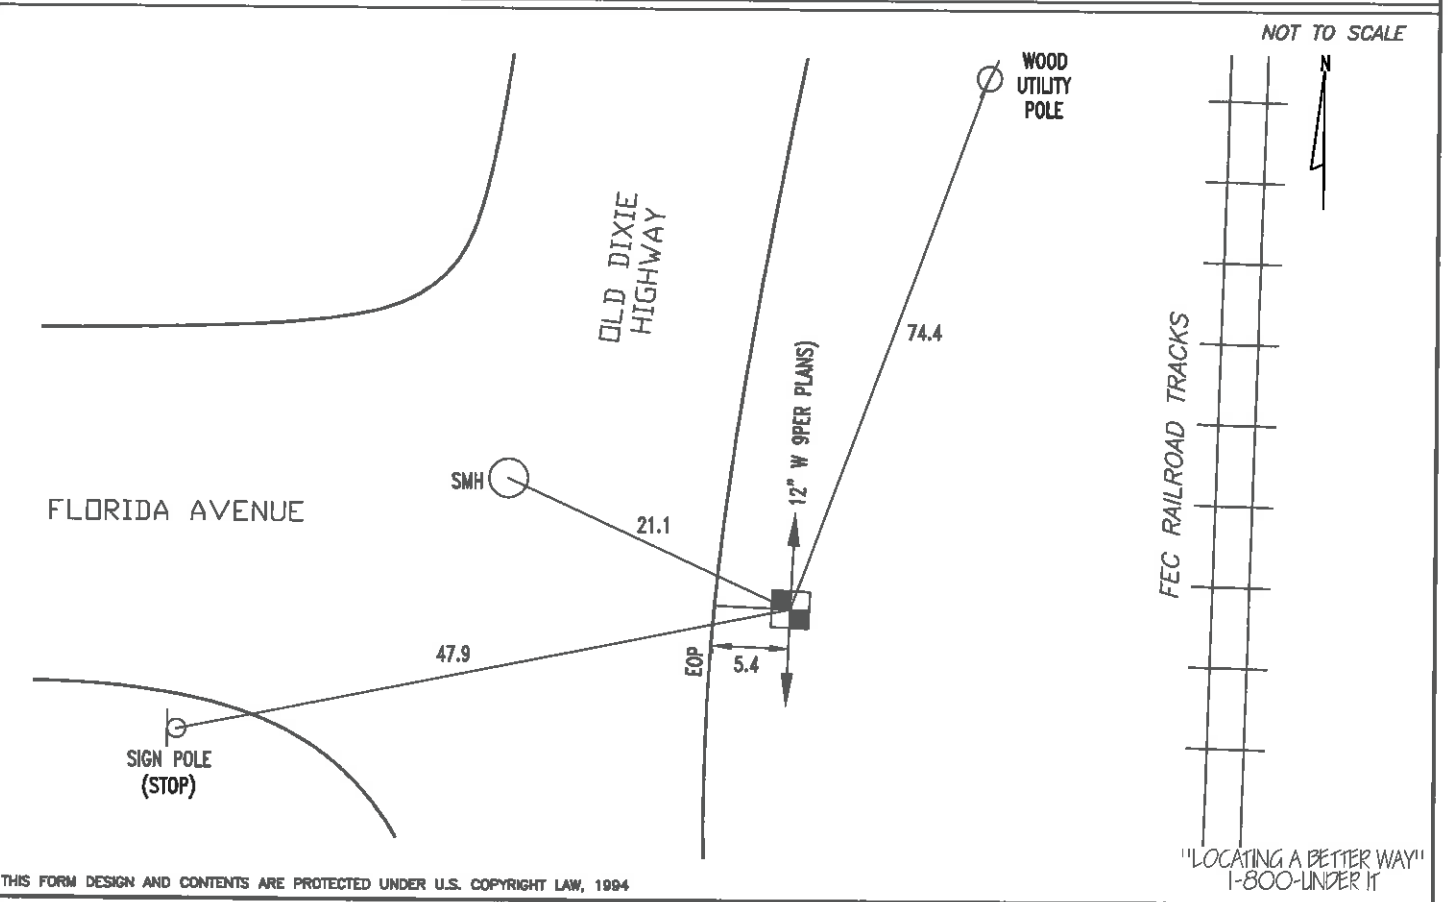 NOT TO SCALE
N
WOOD
UTILITY
POLE
OLD DIXIE
HIGHWAY
74.4
12" W 9PER PLANS)
FEC RAILROAD TRACKS
SMH
FLORIDA AVENUE
21.1
47.9
EOP
5.4
SIGN POLE
(STOP)
"LOCATING A BETTER WAY"
1-800-UNDER IT
THIS FORM DESIGN AND CONTENTS ARE PROTECTED UNDER U.S. COPYRIGHT LAW, 1994